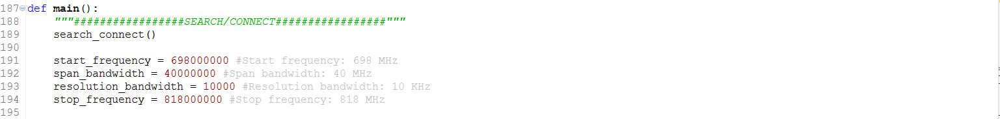 187 def main():
188     """#################SEARCH/CONNECT#################"""
189     search_connect()
190
191     start_frequency = 698000000 #Start frequency: 698 MHz
192     span_bandwidth = 40000000 #Span bandwidth: 40 MHz
193     resolution_bandwidth = 10000 #Resolution bandwidth: 10 KHz
194     stop_frequency = 818000000 #Stop frequency: 818 MHz
195